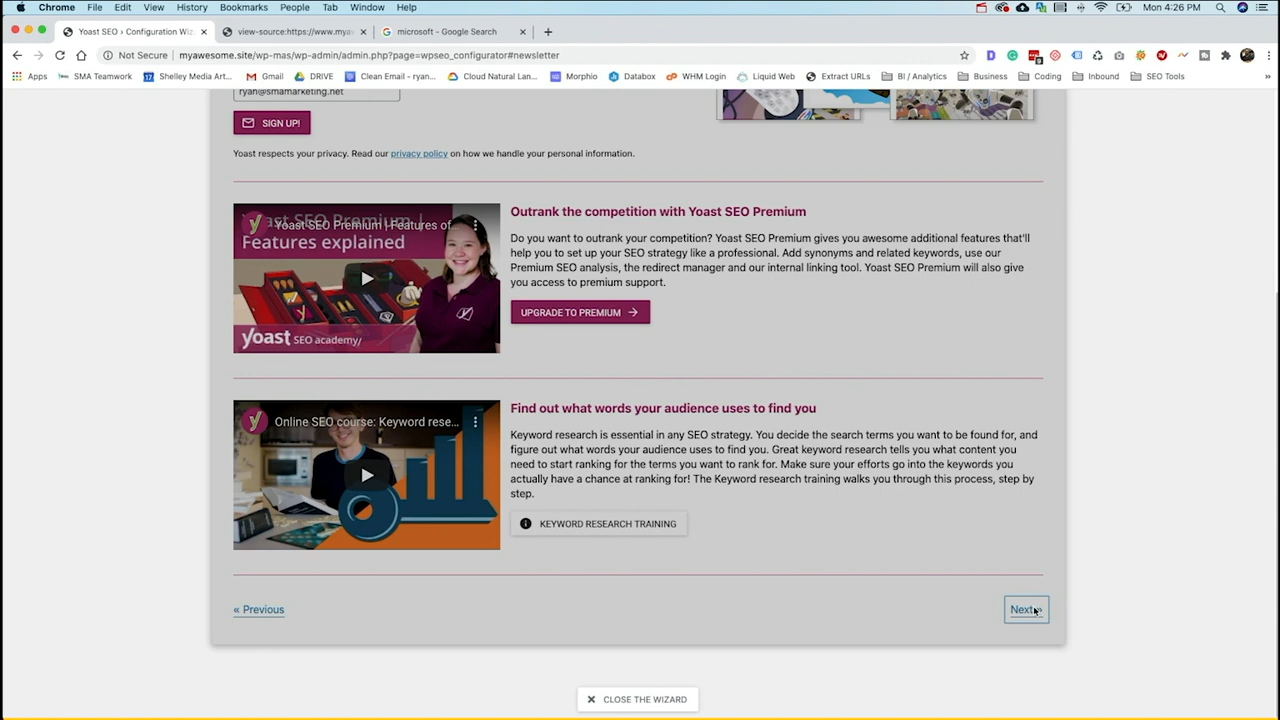 Chrome File Edit View History Bookmarks People Tab Window Help Mon 4:26 PM
Yoast SEO › Configuration Wiz view-source:https://www.mya microsoft - Google Search
Not Secure myawesome.site/wp-mas/wp-admin/admin.php?page=wpseo_configurator#newsletter
Apps SMA Teamwork Shelley Media Art... Gmail DRIVE Clean Email - ryan... Cloud Natural Lan... Morphio Databox WHM Login Liquid Web Extract URLs BI / Analytics Business Coding Inbound SEO Tools »
ryan@smamarketing.net
SIGN UP!
Yoast respects your privacy. Read our privacy policy on how we handle your personal information.
Yoast SEO Premium |
Yoast SEO Premium | Features of...
Features explained
yoast SEO academy/
Outrank the competition with Yoast SEO Premium
Do you want to outrank your competition? Yoast SEO Premium gives you awesome additional features that'll
help you to set up your SEO strategy like a professional. Add synonyms and related keywords, use our
Premium SEO analysis, the redirect manager and our internal linking tool. Yoast SEO Premium will also give
you access to premium support.
UPGRADE TO PREMIUM
Online SEO course: Keyword rese...
Find out what words your audience uses to find you
Keyword research is essential in any SEO strategy. You decide the search terms you want to be found for, and
figure out what words your audience uses to find you. Great keyword research tells you what content you
need to start ranking for the terms you want to rank for. Make sure your efforts go into the keywords you
actually have a chance at ranking for! The Keyword research training walks you through this process, step by
step.
KEYWORD RESEARCH TRAINING
« Previous
Next »
CLOSE THE WIZARD